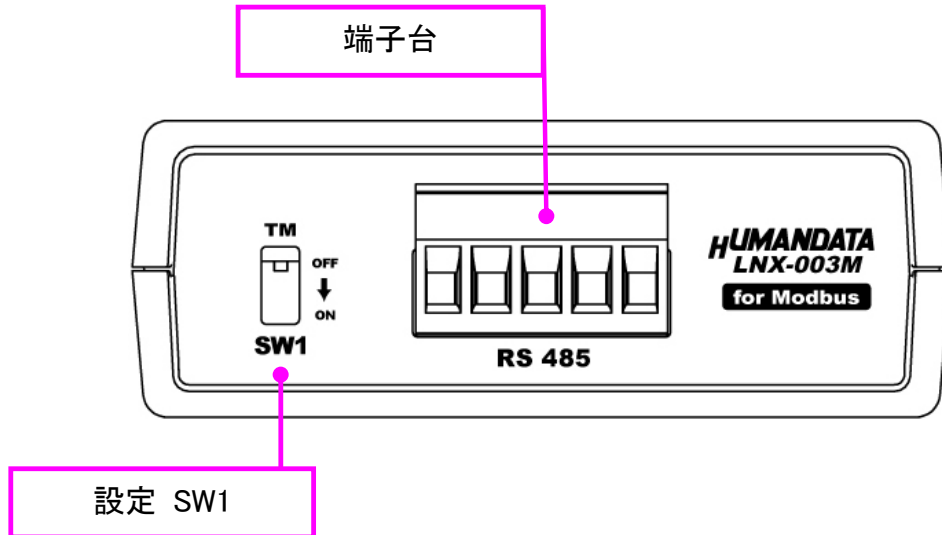 端子台
TM
OFF
ON
SW1
RS 485
HUMANDATA
LNX-003M
for Modbus
設定 SW1